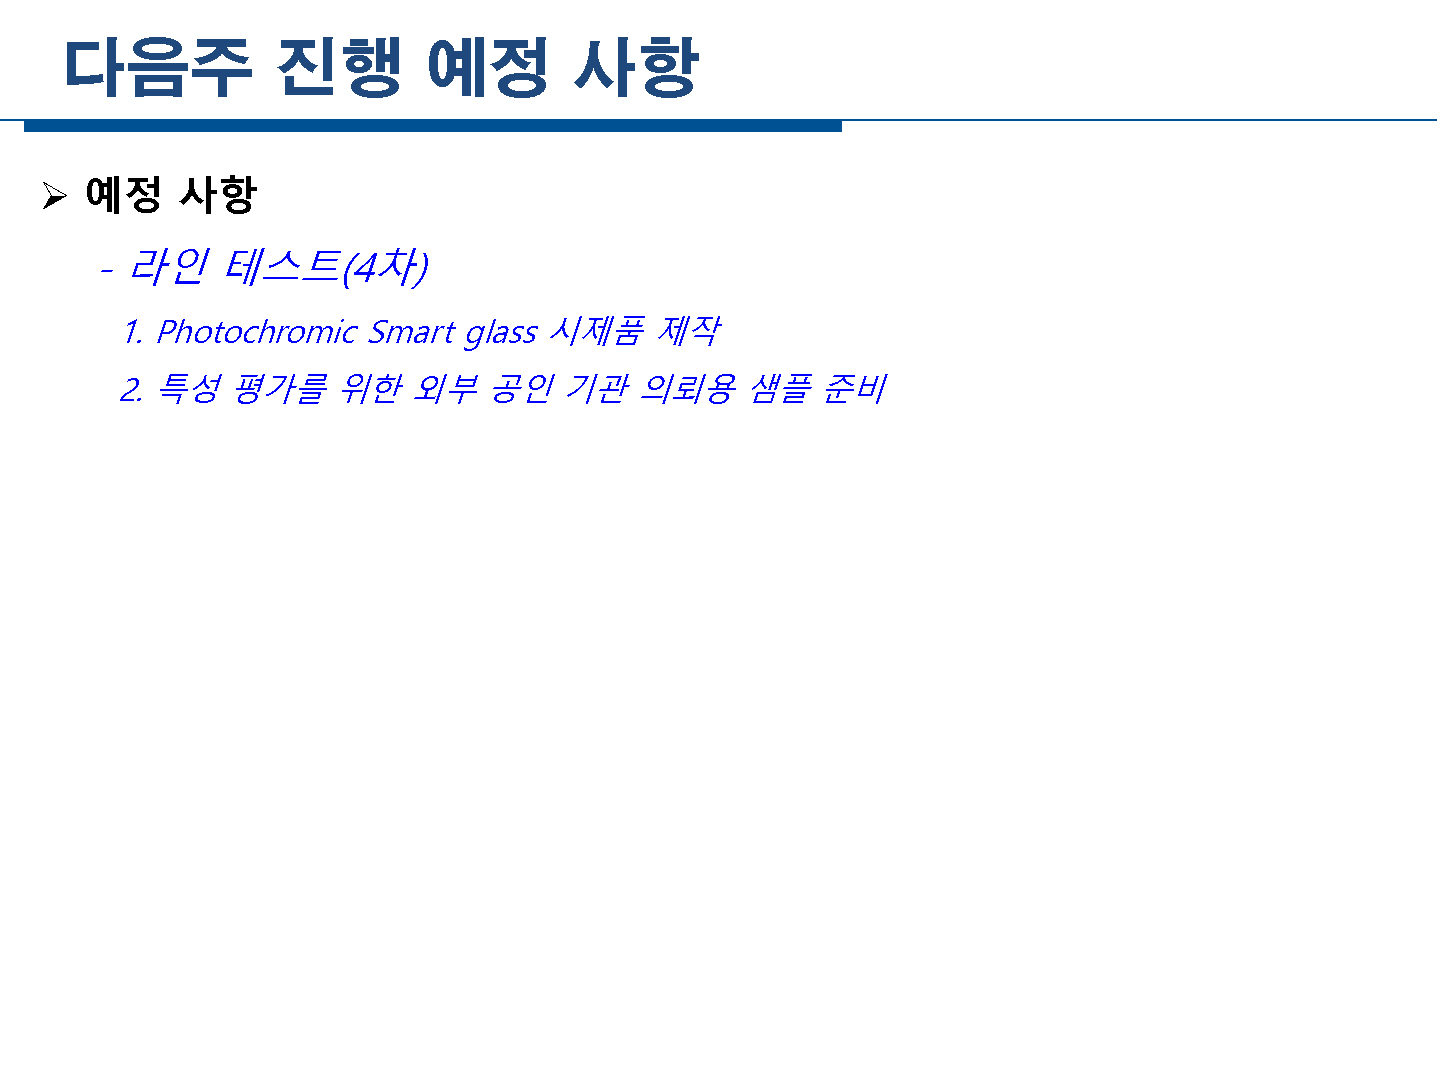 다음주 진행 예정 사항
➢ 예정 사항
- 라인 테스트(4차)
1. Photochromic Smart glass 시제품 제작
2. 특성 평가를 위한 외부 공인 기관 의뢰용 샘플 준비